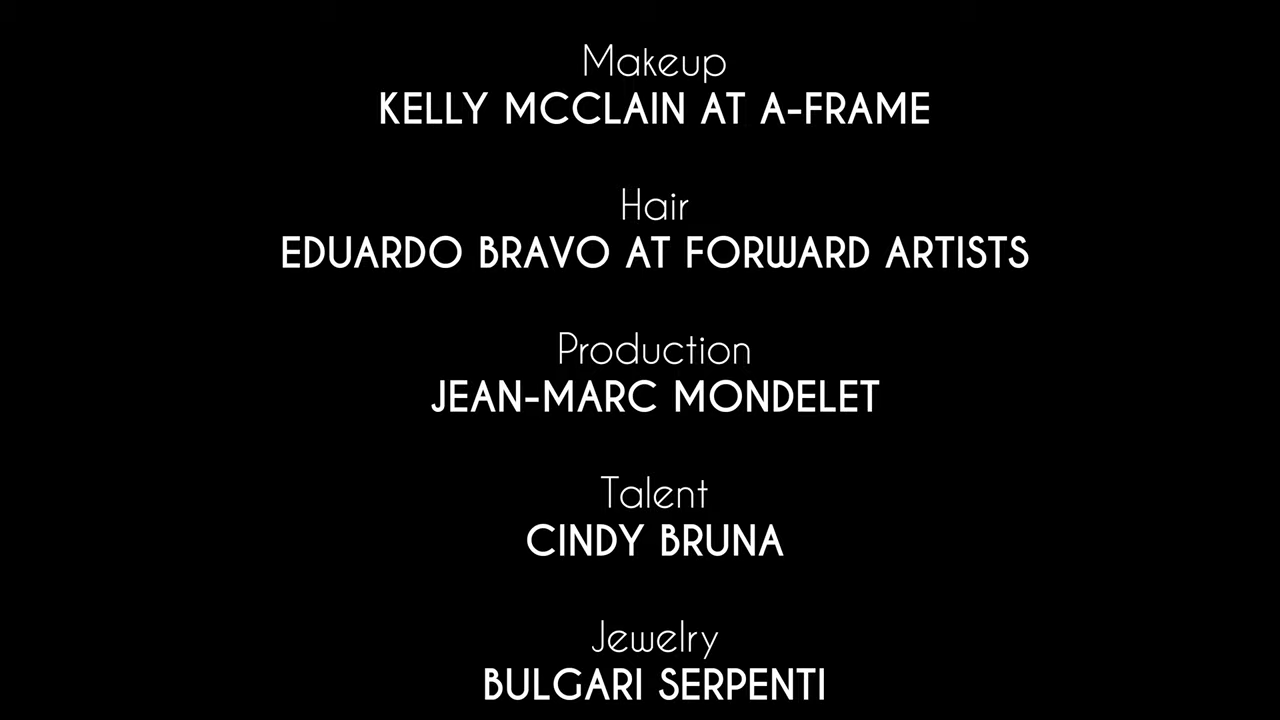 Makeup
KELLY MCCLAIN AT A-FRAME
Hair
EDUARDO BRAVO AT FORWARD ARTISTS
Production
JEAN-MARC MONDELET
Talent
CINDY BRUNA
Jewelry
BULGARI SERPENTI